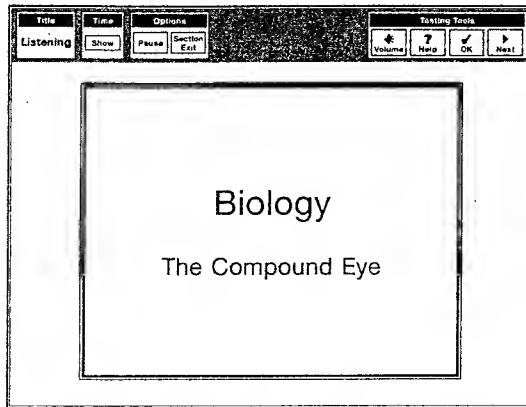 Title Time Options Testing Tools
Listening Show Pause Section Exit Volume ? Help OK Next
Biology
The Compound Eye